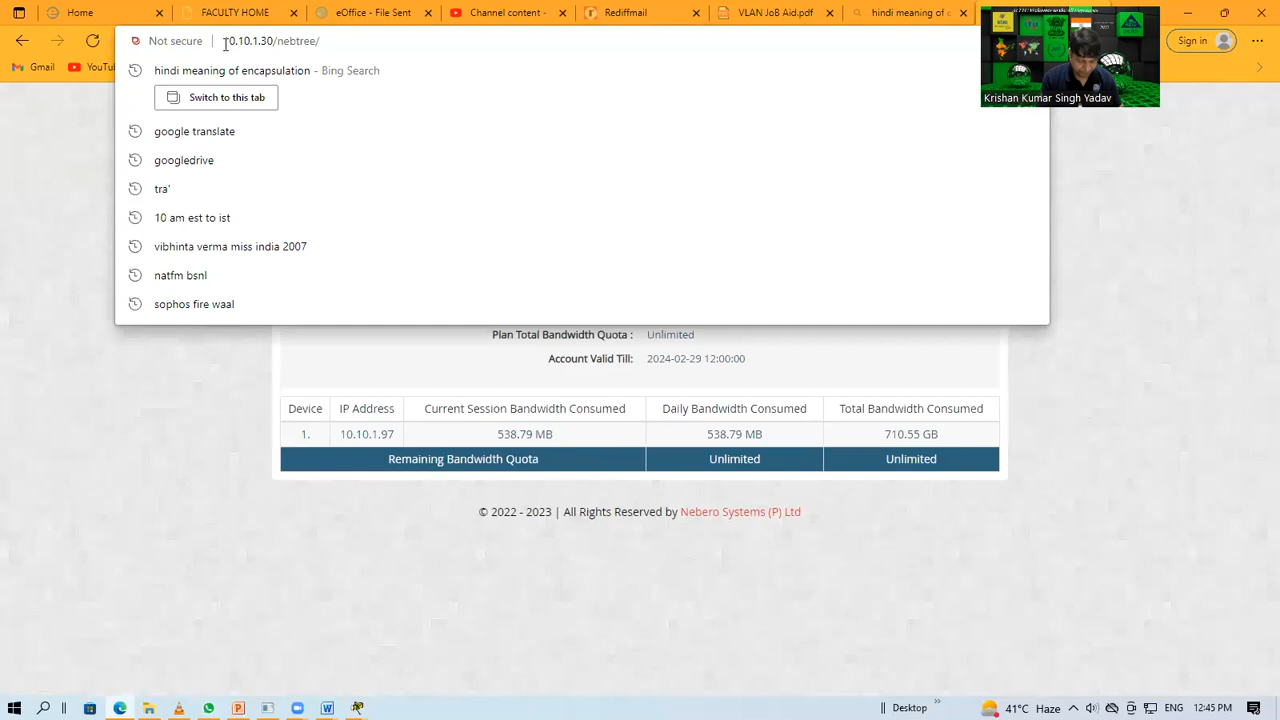 Home
FACULTY HOME
eOffice - File Sent
Channel content -
Rediffmail
VLAN JoB Aid.pdf
hindi meaning of c
Not secure | 10.10.1.30/nebtree/
Sign in
Gmail
YouTu
hindi meaning of encapsulation - Bing Search
Switch to this tab
google translate
googledrive
tra'
10 am est to ist
vibhinta verma miss india 2007
natfm bsnl
sophos fire waal
Krishan Kumar Singh Yadav
Plan Total Bandwidth Quota : Unlimited
Account Valid Till: 2024-02-29 12:00:00
Device IP Address Current Session Bandwidth Consumed Daily Bandwidth Consumed Total Bandwidth Consumed
1. 10.10.1.97 538.79 MB 538.79 MB 710.55 GB
Remaining Bandwidth Quota Unlimited Unlimited
© 2022 - 2023 | All Rights Reserved by Nebero Systems (P) Ltd
Desktop
41°C Haze
ENG
12:45 PM